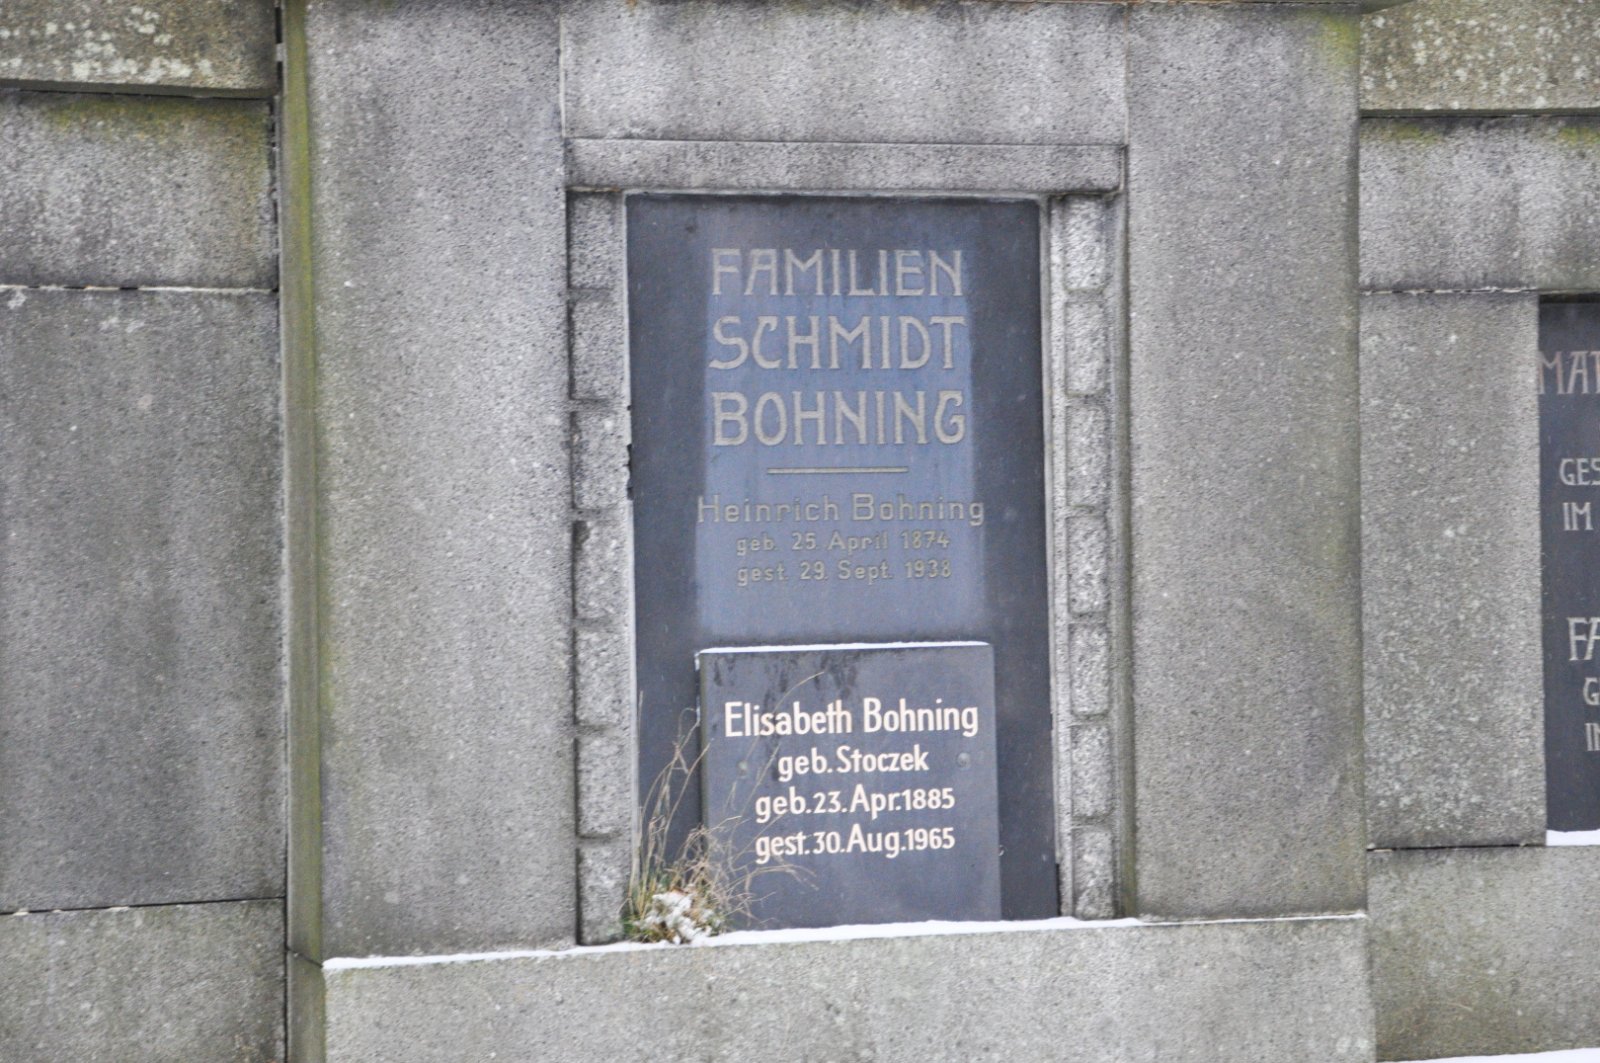 FAMILIEN
SCHMIDT
BOHNING
Heinrich Bohning
geb. 25. April 1874
gest. 29. Sept. 1938
Elisabeth Bohning
geb. Stoczek
geb. 23. Apr. 1885
gest. 30. Aug. 1965
IM